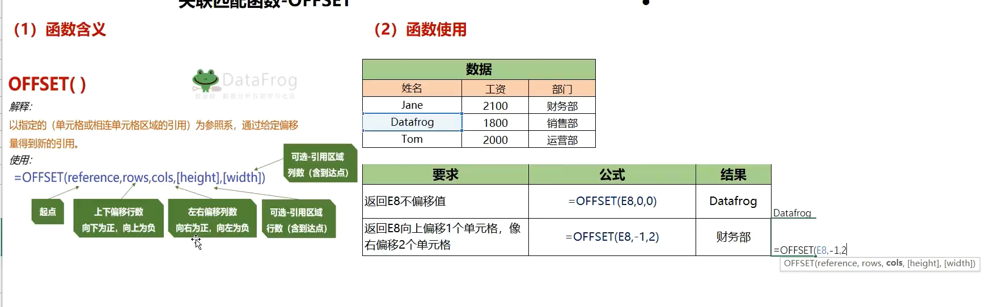 关联匹配函数-OFFSET
（1）函数含义
（2）函数使用
OFFSET( )
DataFrog
数据蛙 数据分析互助学习社区
解释：
以指定的（单元格或相连单元格区域的引用）为参照系，通过给定偏移
量得到新的引用。
使用：
=OFFSET(reference,rows,cols,[height],[width])
可选-引用区域
列数（含到达点）
起点
上下偏移行数
向下为正，向上为负
左右偏移列数
向右为正，向左为负
可选-引用区域
行数（含到达点）
数据
姓名 工资 部门
Jane 2100 财务部
Datafrog 1800 销售部
Tom 2000 运营部
要求 公式 结果
返回E8不偏移值 =OFFSET(E8,0,0) Datafrog
Datafrog
返回E8向上偏移1个单元格，像
右偏移2个单元格
=OFFSET(E8,-1,2) 财务部
=OFFSET(E8,-1,2
OFFSET(reference, rows, cols, [height], [width])